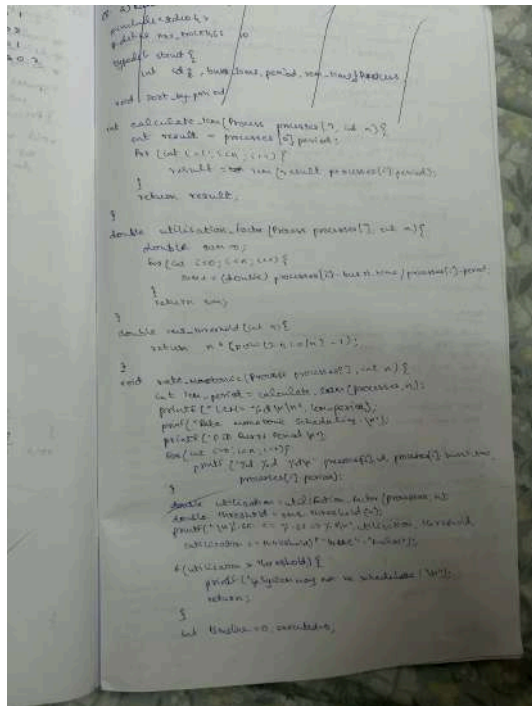 #include <stdio.h>
#define max_process 10
typedef struct {
int id, burst_time, period, rem_time } Process
void sort_by_period
int calculate_lcm(Process processes[], int n){
int result = processes[0].period;
for (int i=1; i<n; i++) {
result = lcm(result, processes[i].period);
}
return result;
}
double utilisation_factor (Process processes[], int n){
double sum=0;
for (int i=0; i<n; i++) {
sum+=(double) processes[i].burst_time / processes[i].period;
}
return sum;
}
double rms_threshold(int n){
return n*(pow(2, 1.0/n) - 1);
}
void rate_monotonic (Process processes[], int n) {
int lcm_period = calculate_lcm(processes, n);
printf("LCM= %d \n\n", lcm_period);
printf("Rate monotonic scheduling \n");
printf("PID Burst Period \n");
for (int i=0; i<n; i++){
printf("%d %d %d\n", processes[i].id, processes[i].burst_time,
processes[i].period);
}
double utilisation = utilisation_factor (processes, n);
double threshold = rms_threshold(n);
utilisation, threshold,
(utilisation <= threshold)?
if (utilisation > threshold) {
printf("\n System may not be schedulable! \n");
return;
}
int timeline=0, executed=0;